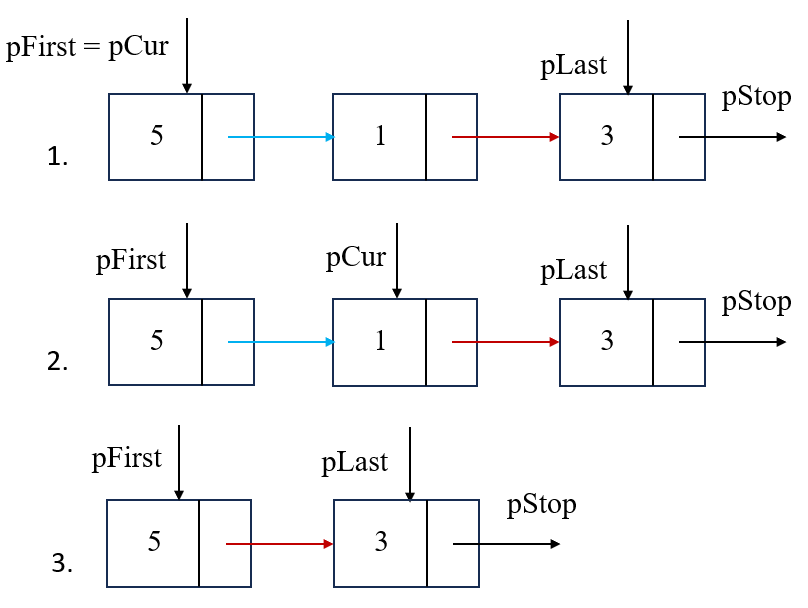 pFirst = pCur
pLast
pStop
1.
5
1
3
pFirst
pCur
pLast
pStop
2.
5
1
3
pFirst
pLast
pStop
3.
5
3